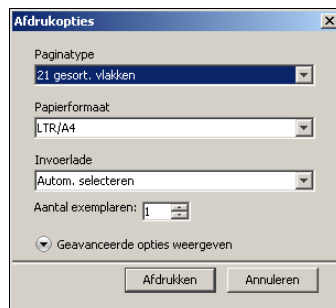 Afdrukopties
Paginatype
21 gesort. vlakken
Papierformaat
LTR/A4
Invoerlade
Autom. selecteren
Aantal exemplaren: 1
Geavanceerde opties weergeven
Afdrukken Annuleren